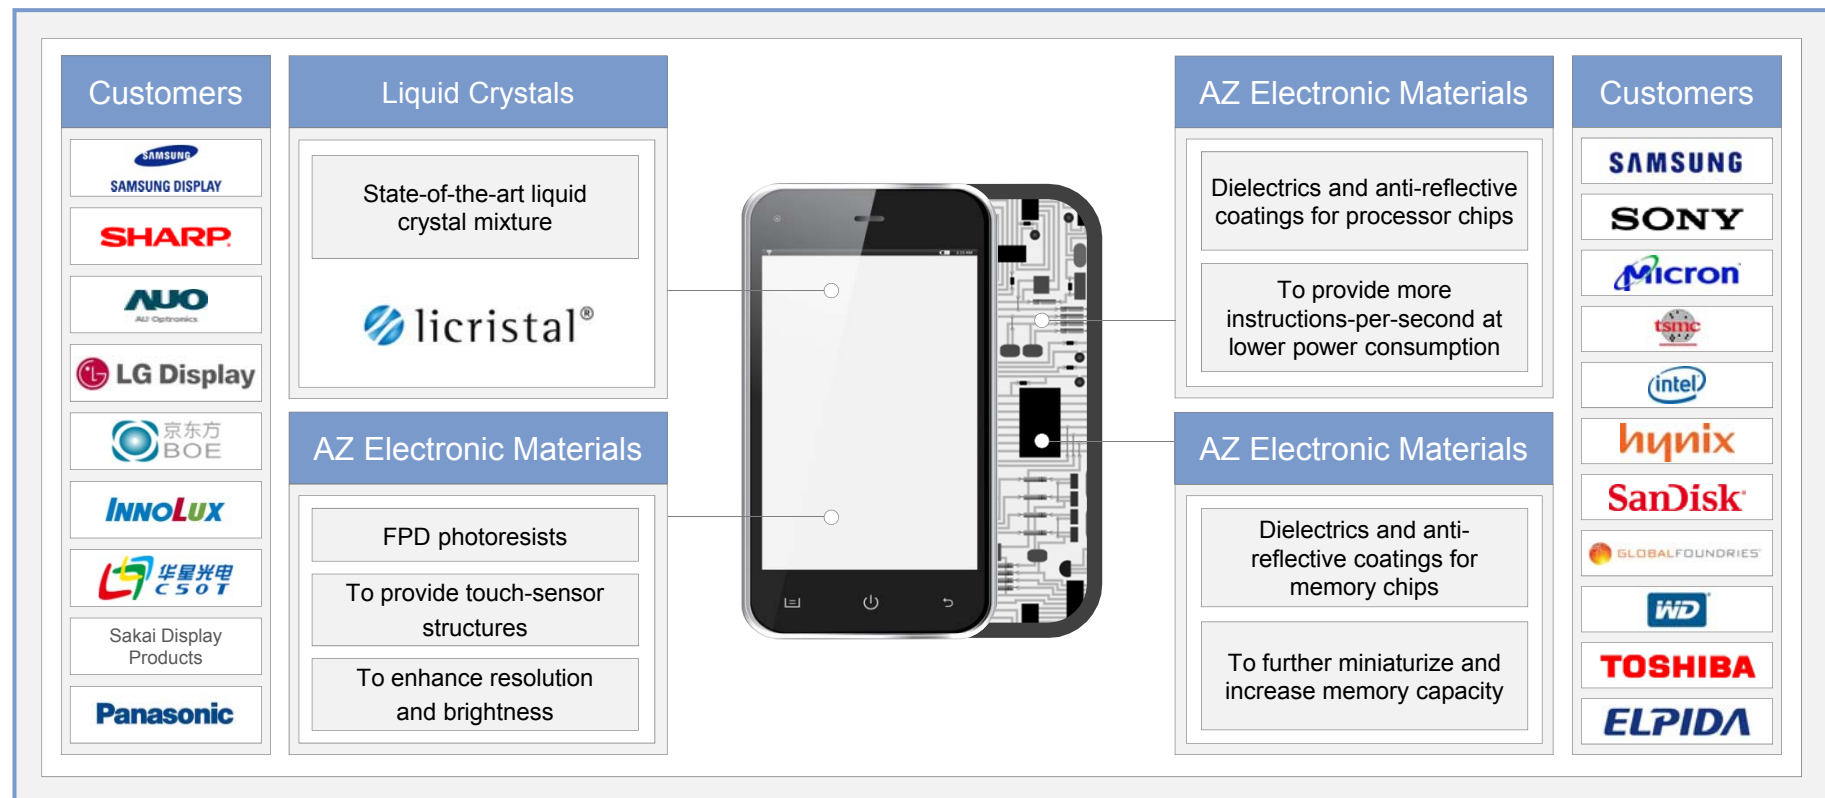 Customers
SAMSUNG
SAMSUNG DISPLAY
SHARP
AUO
AU Optronics
LG Display
京东方
BOE
INNOLUX
华星光电
CSOT
Sakai Display
Products
Panasonic
Liquid Crystals
State-of-the-art liquid
crystal mixture
licristal®
AZ Electronic Materials
FPD photoresists
To provide touch-sensor
structures
To enhance resolution
and brightness
AZ Electronic Materials
Dielectrics and anti-reflective
coatings for processor chips
To provide more
instructions-per-second at
lower power consumption
AZ Electronic Materials
Dielectrics and anti-
reflective coatings for
memory chips
To further miniaturize and
increase memory capacity
Customers
SAMSUNG
SONY
Micron
tsmc
intel
hynix
SanDisk
GLOBALFOUNDRIES
WD
TOSHIBA
ELPIDA